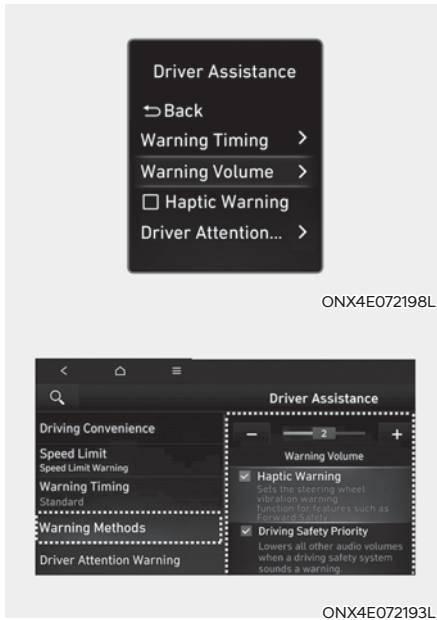 Driver Assistance
Back
Warning Timing >
Warning Volume >
Haptic Warning
Driver Attention... >
ONX4E072198L
Driver Assistance
Driving Convenience
Speed Limit
Speed Limit Warning
Warning Timing
Standard
Warning Methods
Driver Attention Warning
− 2 +
Warning Volume
Haptic Warning
Sets the steering wheel
vibration warning
function for features such as
Forward Safety.
Driving Safety Priority
Lowers all other audio volumes
when a driving safety system
sounds a warning.
ONX4E072193L